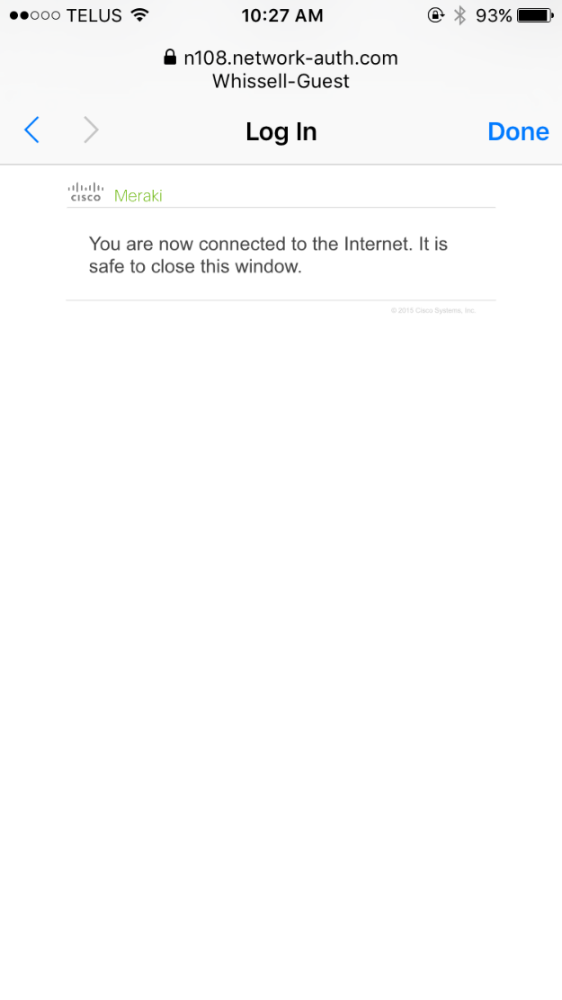 TELUS 10:27 AM 93%
n108.network-auth.com
Whissell-Guest
Log In Done
CISCO Meraki
You are now connected to the Internet. It is
safe to close this window.
© 2015 Cisco Systems, Inc.